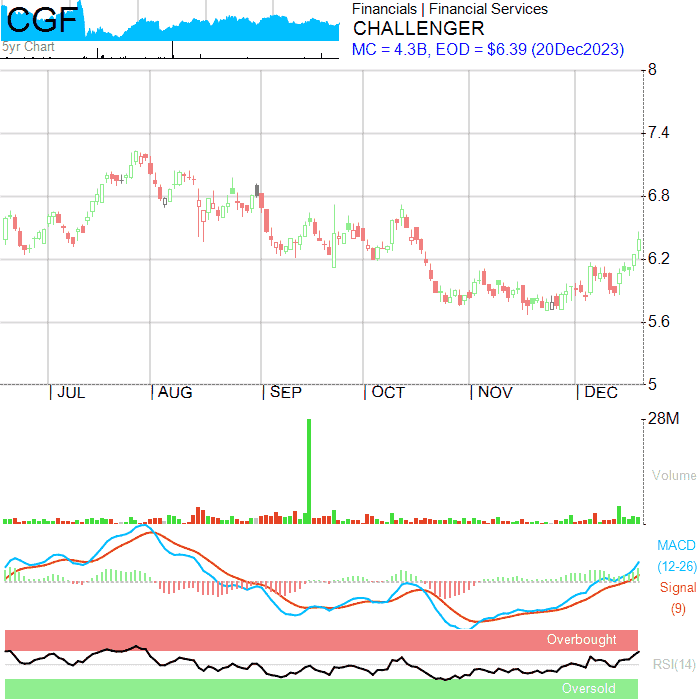 CGF
5yr Chart
Financials | Financial Services
CHALLENGER
MC = 4.3B, EOD = $6.39 (20Dec2023)
8
7.4
6.8
6.2
5.6
5
JUL
AUG
SEP
OCT
NOV
DEC
28M
Volume
MACD
(12-26)
Signal
(9)
Overbought
RSI(14)
Oversold